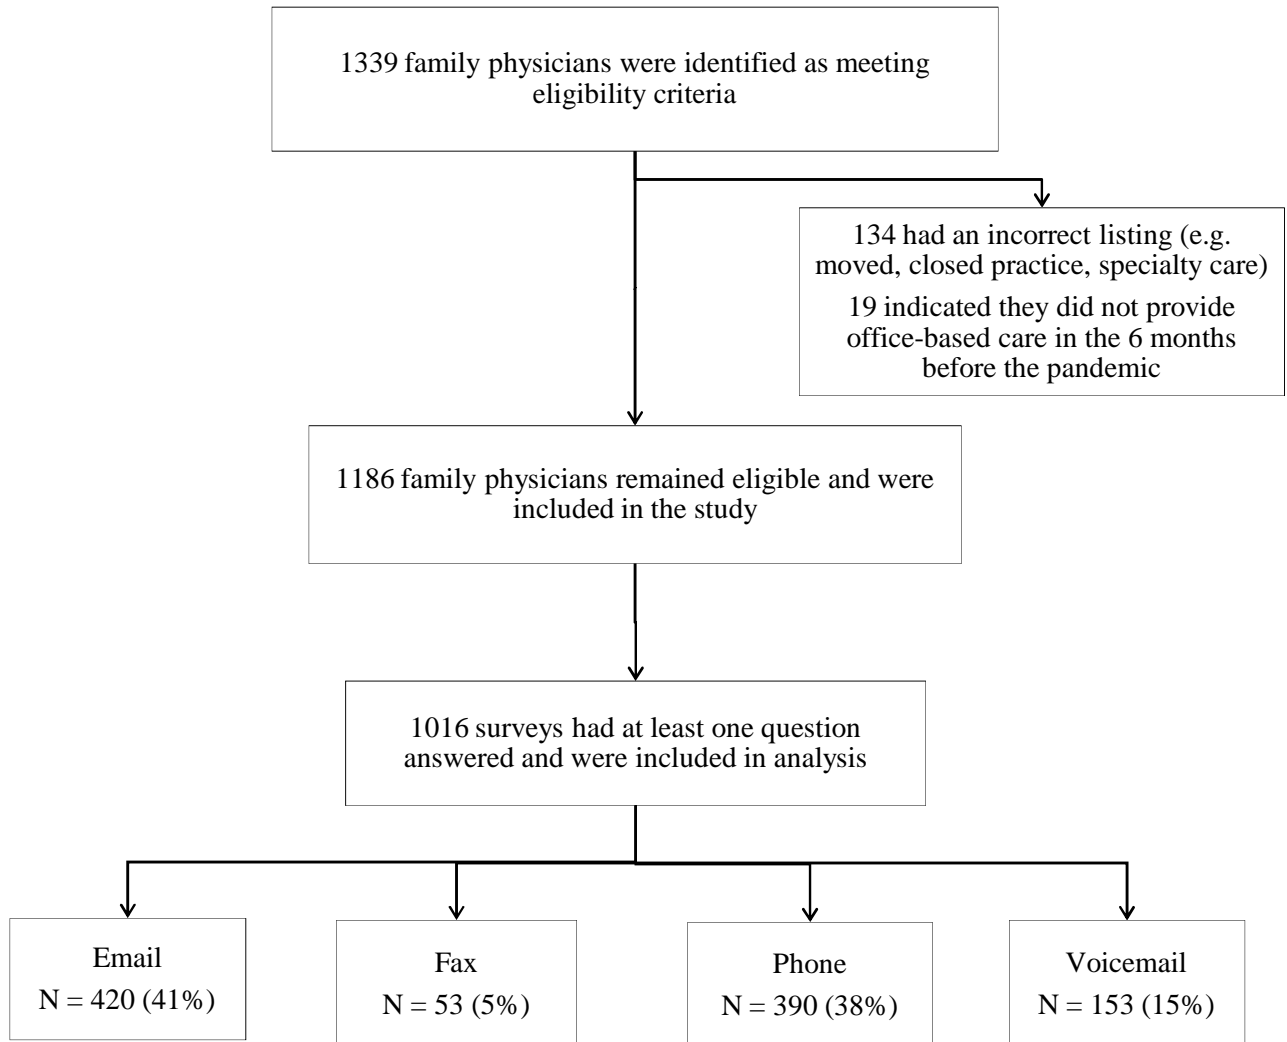 1339 family physicians were identified as meeting
eligibility criteria
134 had an incorrect listing (e.g.
moved, closed practice, specialty care)
19 indicated they did not provide
office-based care in the 6 months
before the pandemic
1186 family physicians remained eligible and were
included in the study
1016 surveys had at least one question
answered and were included in analysis
Email
N = 420 (41%)
Fax
N = 53 (5%)
Phone
N = 390 (38%)
Voicemail
N = 153 (15%)